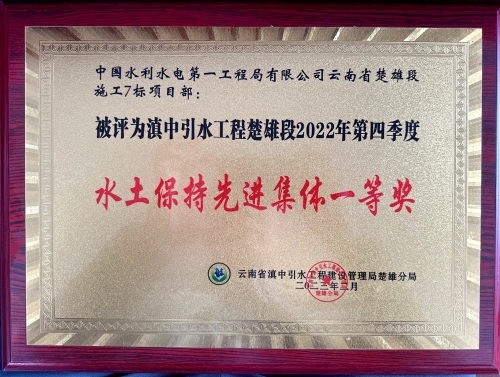 中国水利水电第一工程局有限公司云南省楚雄段
施工7标项目部：
被评为滇中引水工程楚雄段2022年第四季度
水土保持先进集体一等奖
云南省滇中引水工程建设管理局楚雄分局
二〇二三年二月
楚雄分局